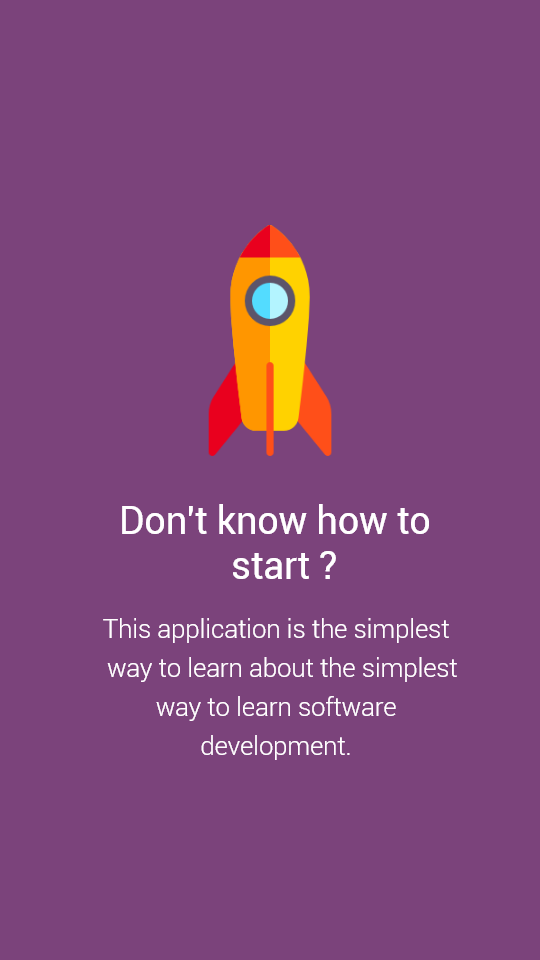 Don't know how to
start ?
This application is the simplest
way to learn about the simplest
way to learn software
development.